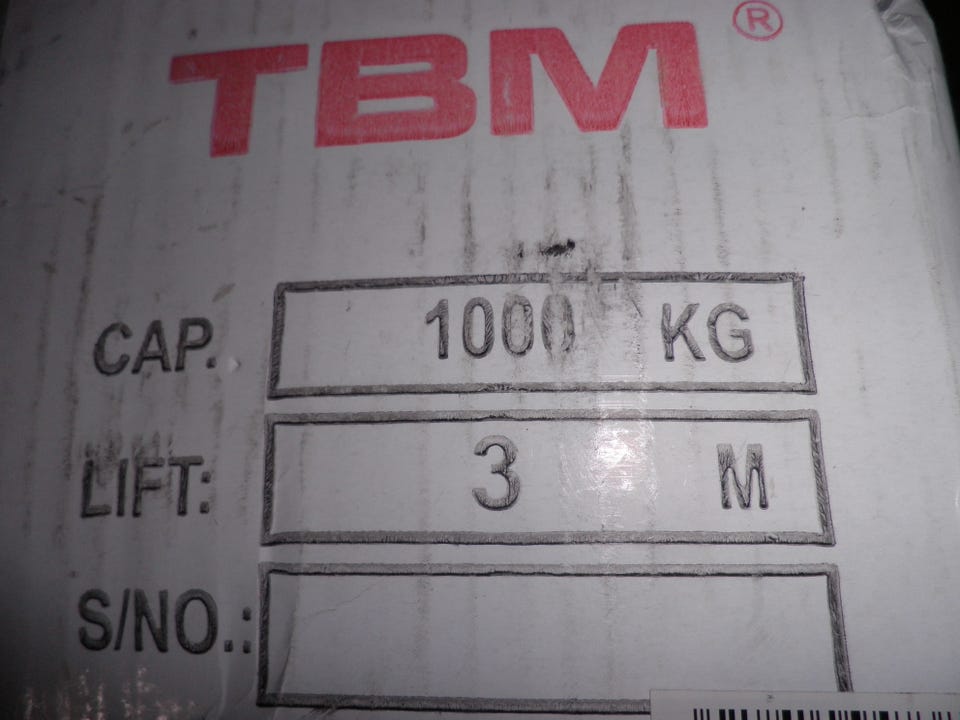 TBM®
CAP. 1000 KG
LIFT: 3 M
S/NO.: